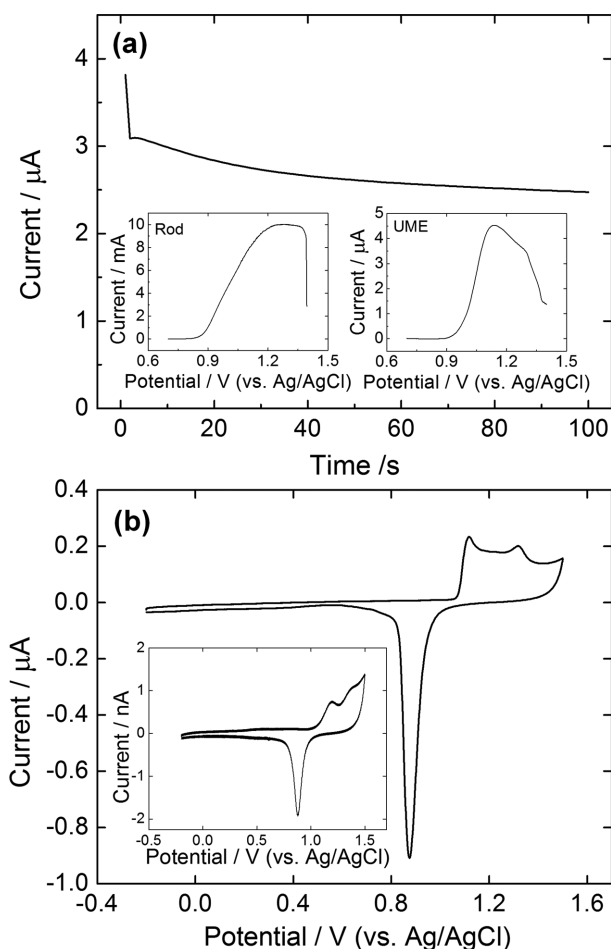 (a)
4
3
2
1
0
Current / μA
0 20 40 60 80 100
Time /s
Rod
10
8
6
4
2
0
Current / mA
0.6 0.9 1.2 1.5
Potential / V (vs. Ag/AgCl)
UME
5
4
3
2
1
0
Current / μA
0.6 0.9 1.2 1.5
Potential / V (vs. Ag/AgCl)
(b)
0.4
0.2
0.0
-0.2
-0.4
-0.6
-0.8
-1.0
Current / μA
-0.4 0.0 0.4 0.8 1.2 1.6
Potential / V (vs. Ag/AgCl)
2
1
0
-1
-2
Current / nA
-0.5 0.0 0.5 1.0 1.5
Potential / V (vs. Ag/AgCl)